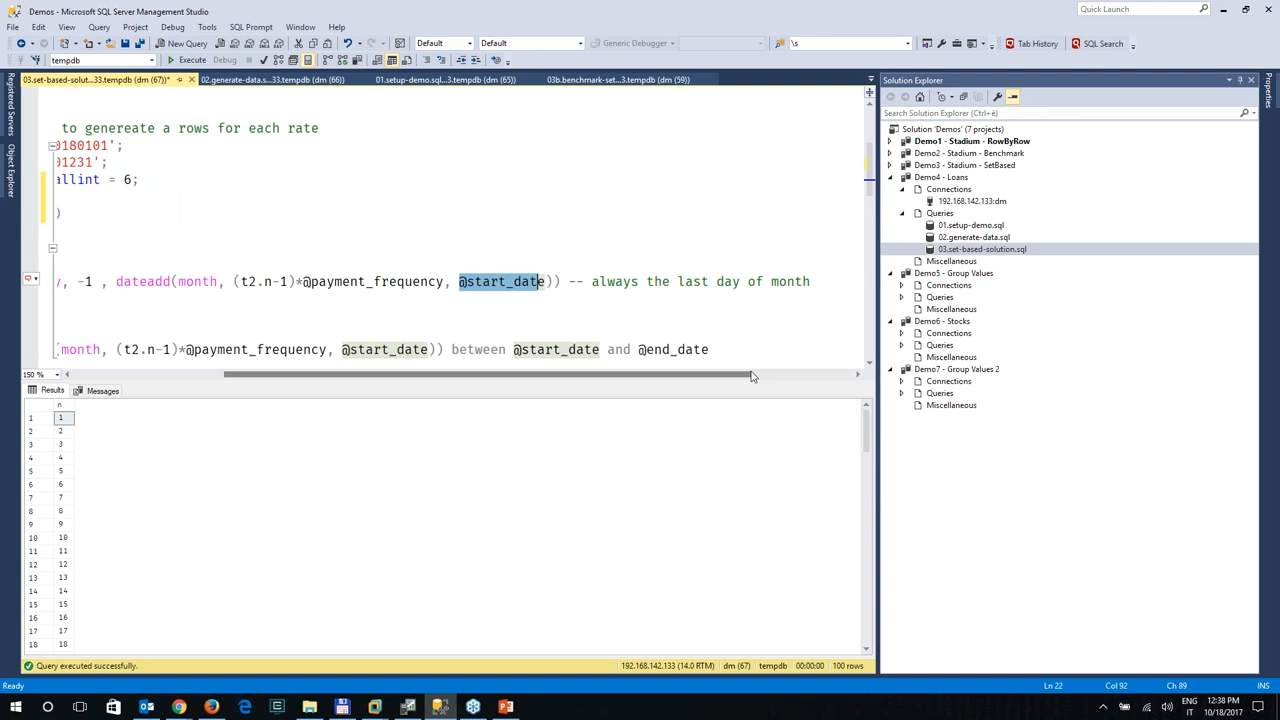 Demos - Microsoft SQL Server Management Studio
Quick Launch
File Edit View Query Project Debug Tools SQL Prompt Window Help
New Query Default Default Generic Debugger \s Tab History SQL Search
tempdb Execute Debug
03.set-based-solut...33.tempdb (dm (67))* 02.generate-data.s...33.tempdb (dm (66)) 01.setup-demo.sql...3.tempdb (dm (65)) 03b.benchmark-set...3.tempdb (dm (59))
Registered Servers
Object Explorer
to genereate a rows for each rate
0180101';
01231';
allint = 6;
)
y, -1 , dateadd(month, (t2.n-1)*@payment_frequency, @start_date)) -- always the last day of month
(month, (t2.n-1)*@payment_frequency, @start_date)) between @start_date and @end_date
150 %
Results Messages
n
1 1
2 2
3 3
4 4
5 5
6 6
7 7
8 8
9 9
10 10
11 11
12 12
13 13
14 14
15 15
16 16
17 17
18 18
Query executed successfully. 192.168.142.133 (14.0 RTM) dm (67) tempdb 00:00:00 100 rows
Solution Explorer
Search Solution Explorer (Ctrl+è)
Solution 'Demos' (7 projects)
Demo1 - Stadium - RowByRow
Demo2 - Stadium - Benchmark
Demo3 - Stadium - SetBased
Demo4 - Loans
Connections
192.168.142.133:dm
Queries
01.setup-demo.sql
02.generate-data.sql
03.set-based-solution.sql
Miscellaneous
Demo5 - Group Values
Connections
Queries
Miscellaneous
Demo6 - Stocks
Connections
Queries
Miscellaneous
Demo7 - Group Values 2
Connections
Queries
Miscellaneous
Properties
Ready Ln 22 Col 92 Ch 89 INS
IT
12:38 PM
10/18/2017